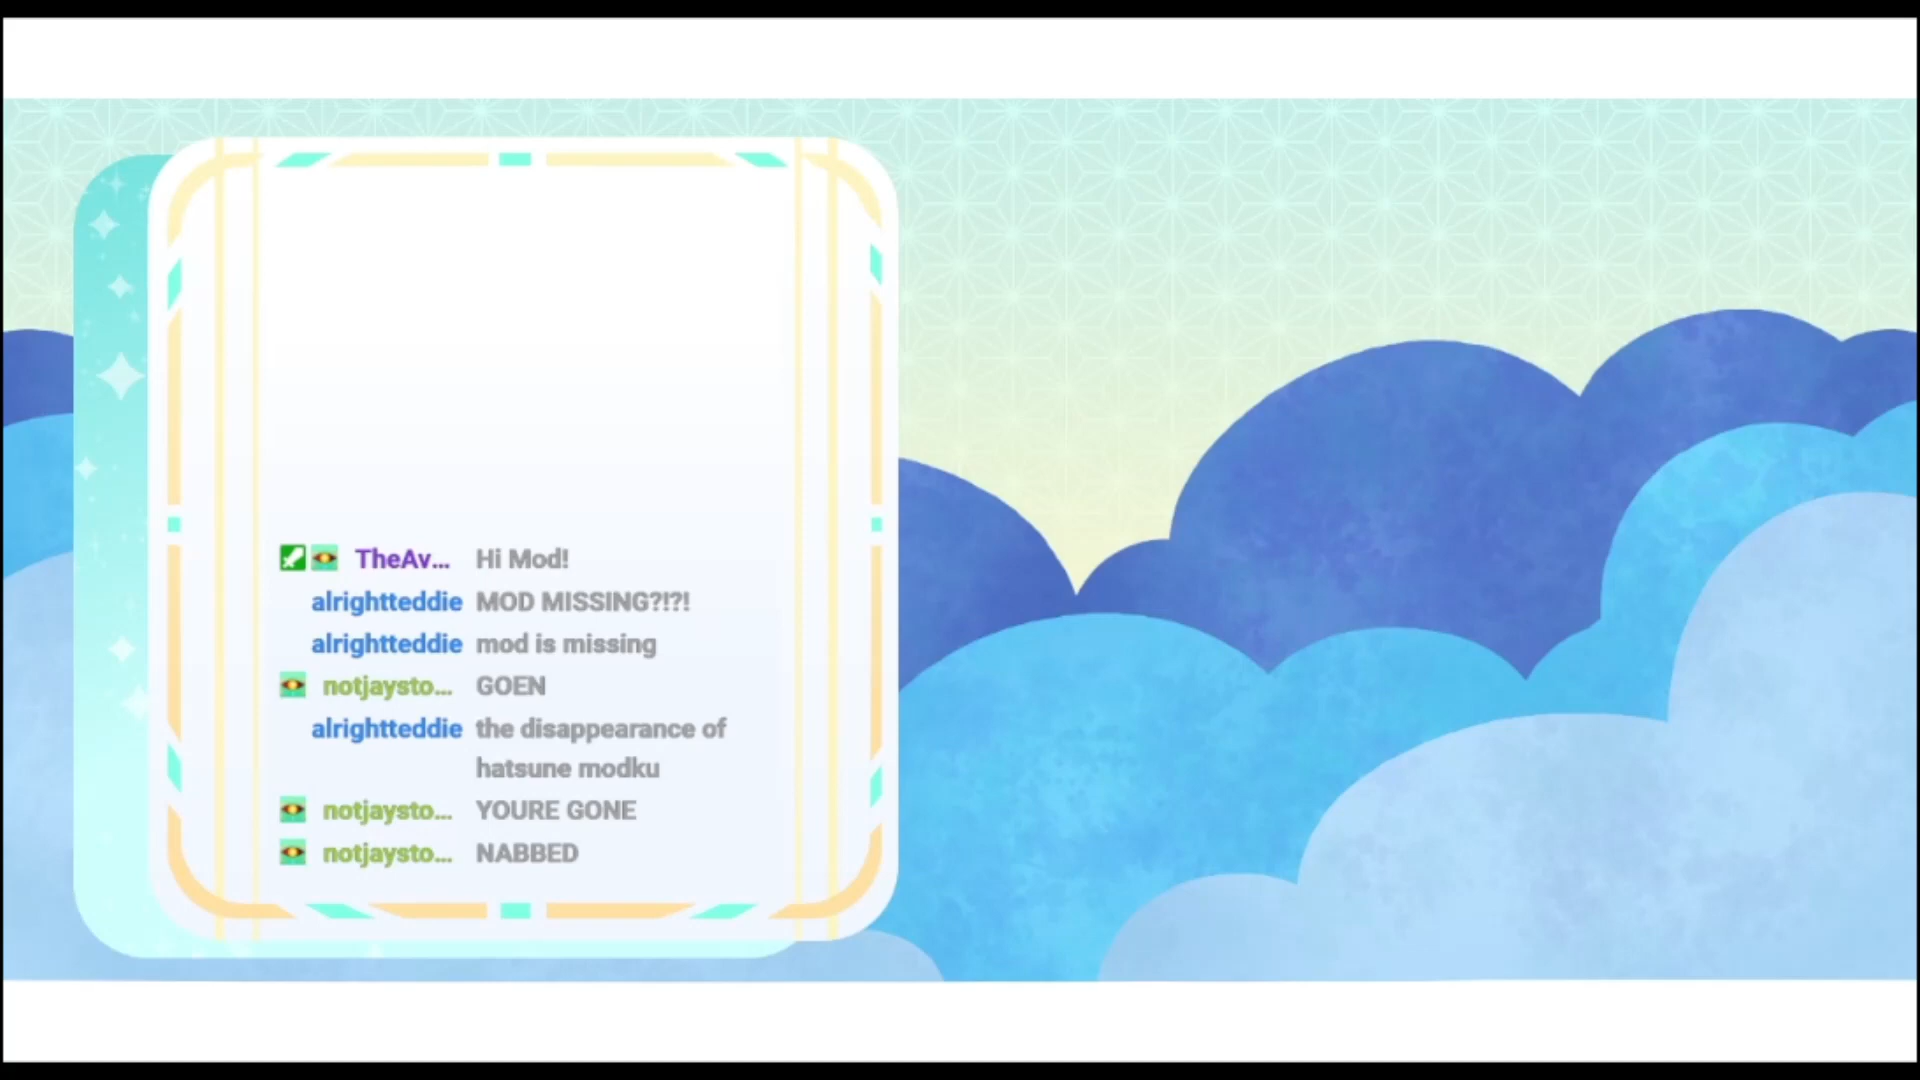 TheAv... Hi Mod!
alrightteddie MOD MISSING?!?!
alrightteddie mod is missing
notjaysto... GOEN
alrightteddie the disappearance of
hatsune modku
notjaysto... YOURE GONE
notjaysto... NABBED